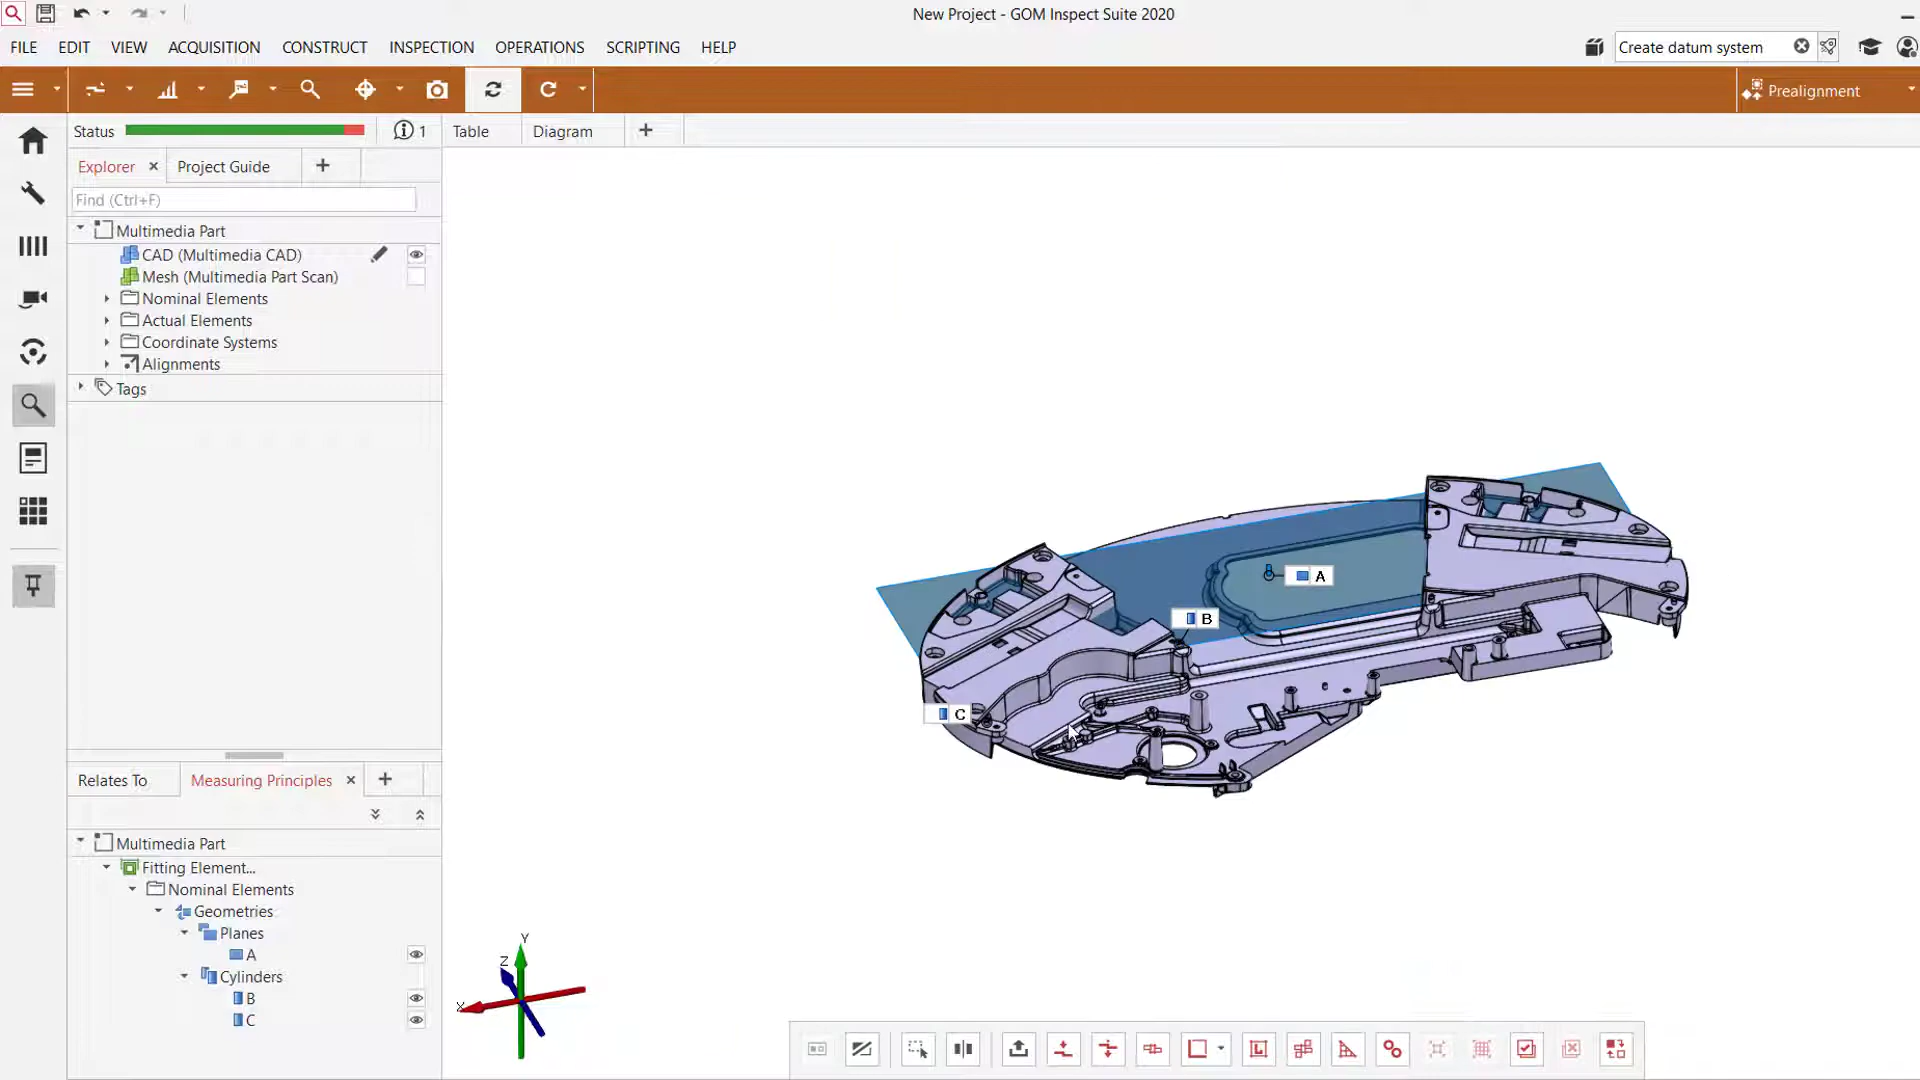 New Project - GOM Inspect Suite 2020
FILE EDIT VIEW ACQUISITION CONSTRUCT INSPECTION OPERATIONS SCRIPTING HELP
Create datum system
Prealignment
Status
1
Table Diagram
Explorer Project Guide
Find (Ctrl+F)
Multimedia Part
CAD (Multimedia CAD)
Mesh (Multimedia Part Scan)
Nominal Elements
Actual Elements
Coordinate Systems
Alignments
Tags
A
B
C
Relates To Measuring Principles
Multimedia Part
Fitting Element...
Nominal Elements
Geometries
Planes
A
Cylinders
B
C
Y
Z
X